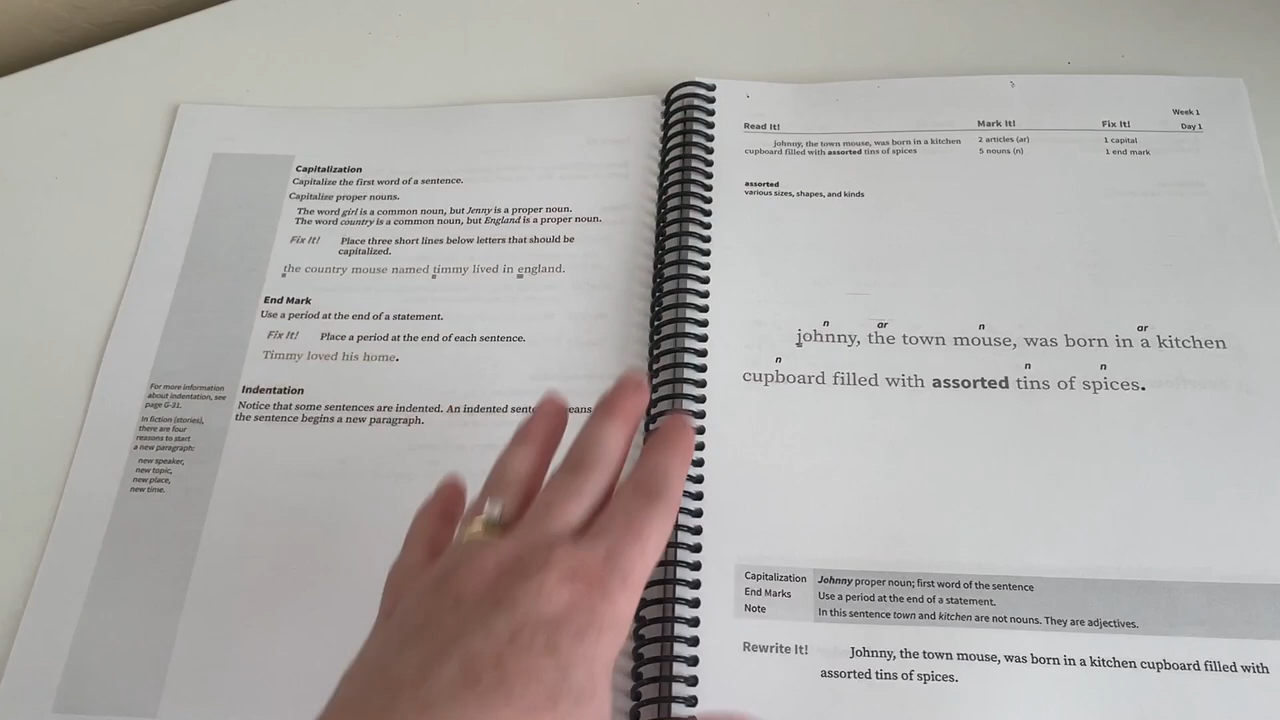 Capitalization
Capitalize the first word of a sentence.
Capitalize proper nouns.
The word girl is a common noun, but Jenny is a proper noun.
The word country is a common noun, but England is a proper noun.
Fix It! Place three short lines below letters that should be
capitalized.
the country mouse named timmy lived in england.
End Mark
Use a period at the end of a statement.
Fix It! Place a period at the end of each sentence.
Timmy loved his home.
For more information
about indentation, see
page G-31.
In fiction (stories),
there are four
reasons to start
a new paragraph:
new speaker,
new topic,
new place,
new time.
Indentation
Notice that some sentences are indented. An indented
the sentence begins a new paragraph.
Week 1
Read It! Mark It! Fix It! Day 1
johnny, the town mouse, was born in a kitchen 2 articles (ar) 1 capital
cupboard filled with assorted tins of spices 5 nouns (n) 1 end mark
assorted
various sizes, shapes, and kinds
n ar n ar
johnny, the town mouse, was born in a kitchen
n n n
cupboard filled with assorted tins of spices.
Capitalization Johnny proper noun; first word of the sentence
End Marks Use a period at the end of a statement.
Note In this sentence town and kitchen are not nouns. They are adjectives.
Rewrite It! Johnny, the town mouse, was born in a kitchen cupboard filled with
assorted tins of spices.